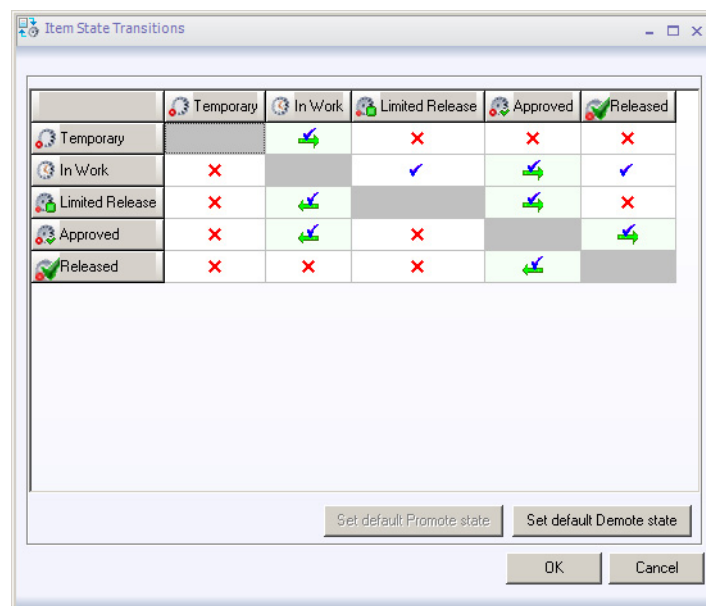 Item State Transitions
Temporary In Work Limited Release Approved Released
Temporary
In Work
Limited Release
Approved
Released
Set default Promote state Set default Demote state
OK Cancel